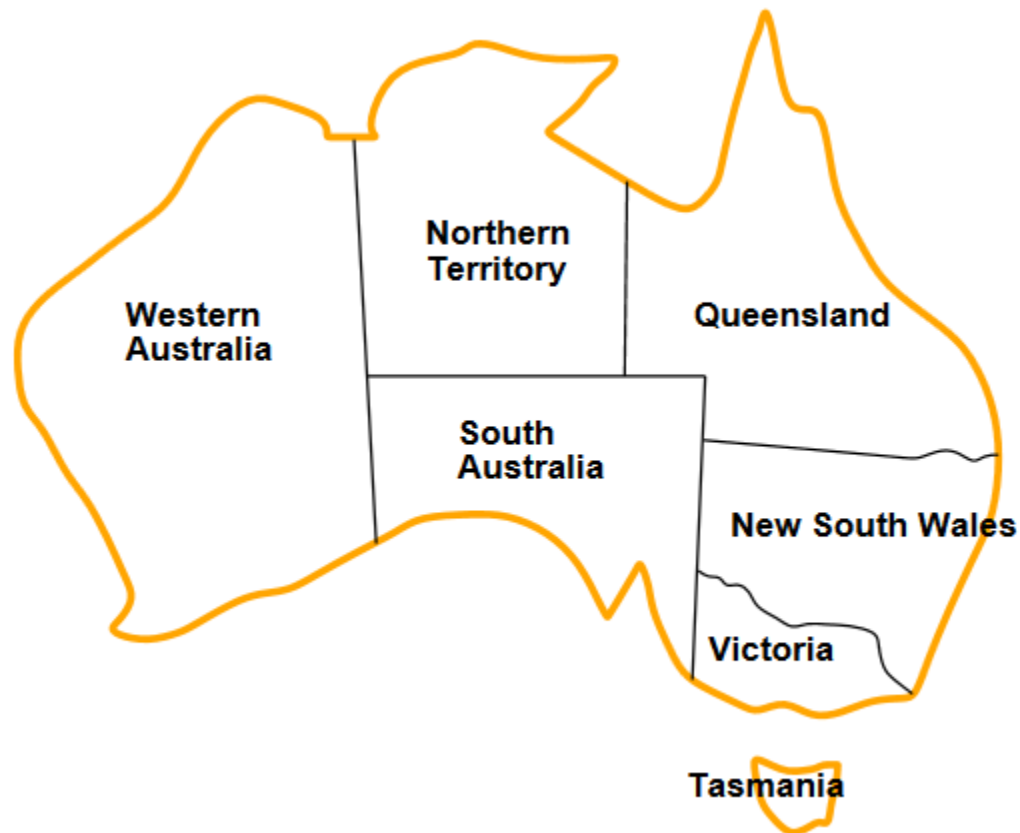 Northern
Territory
Western
Australia
Queensland
South
Australia
New South Wales
Victoria
Tasmania